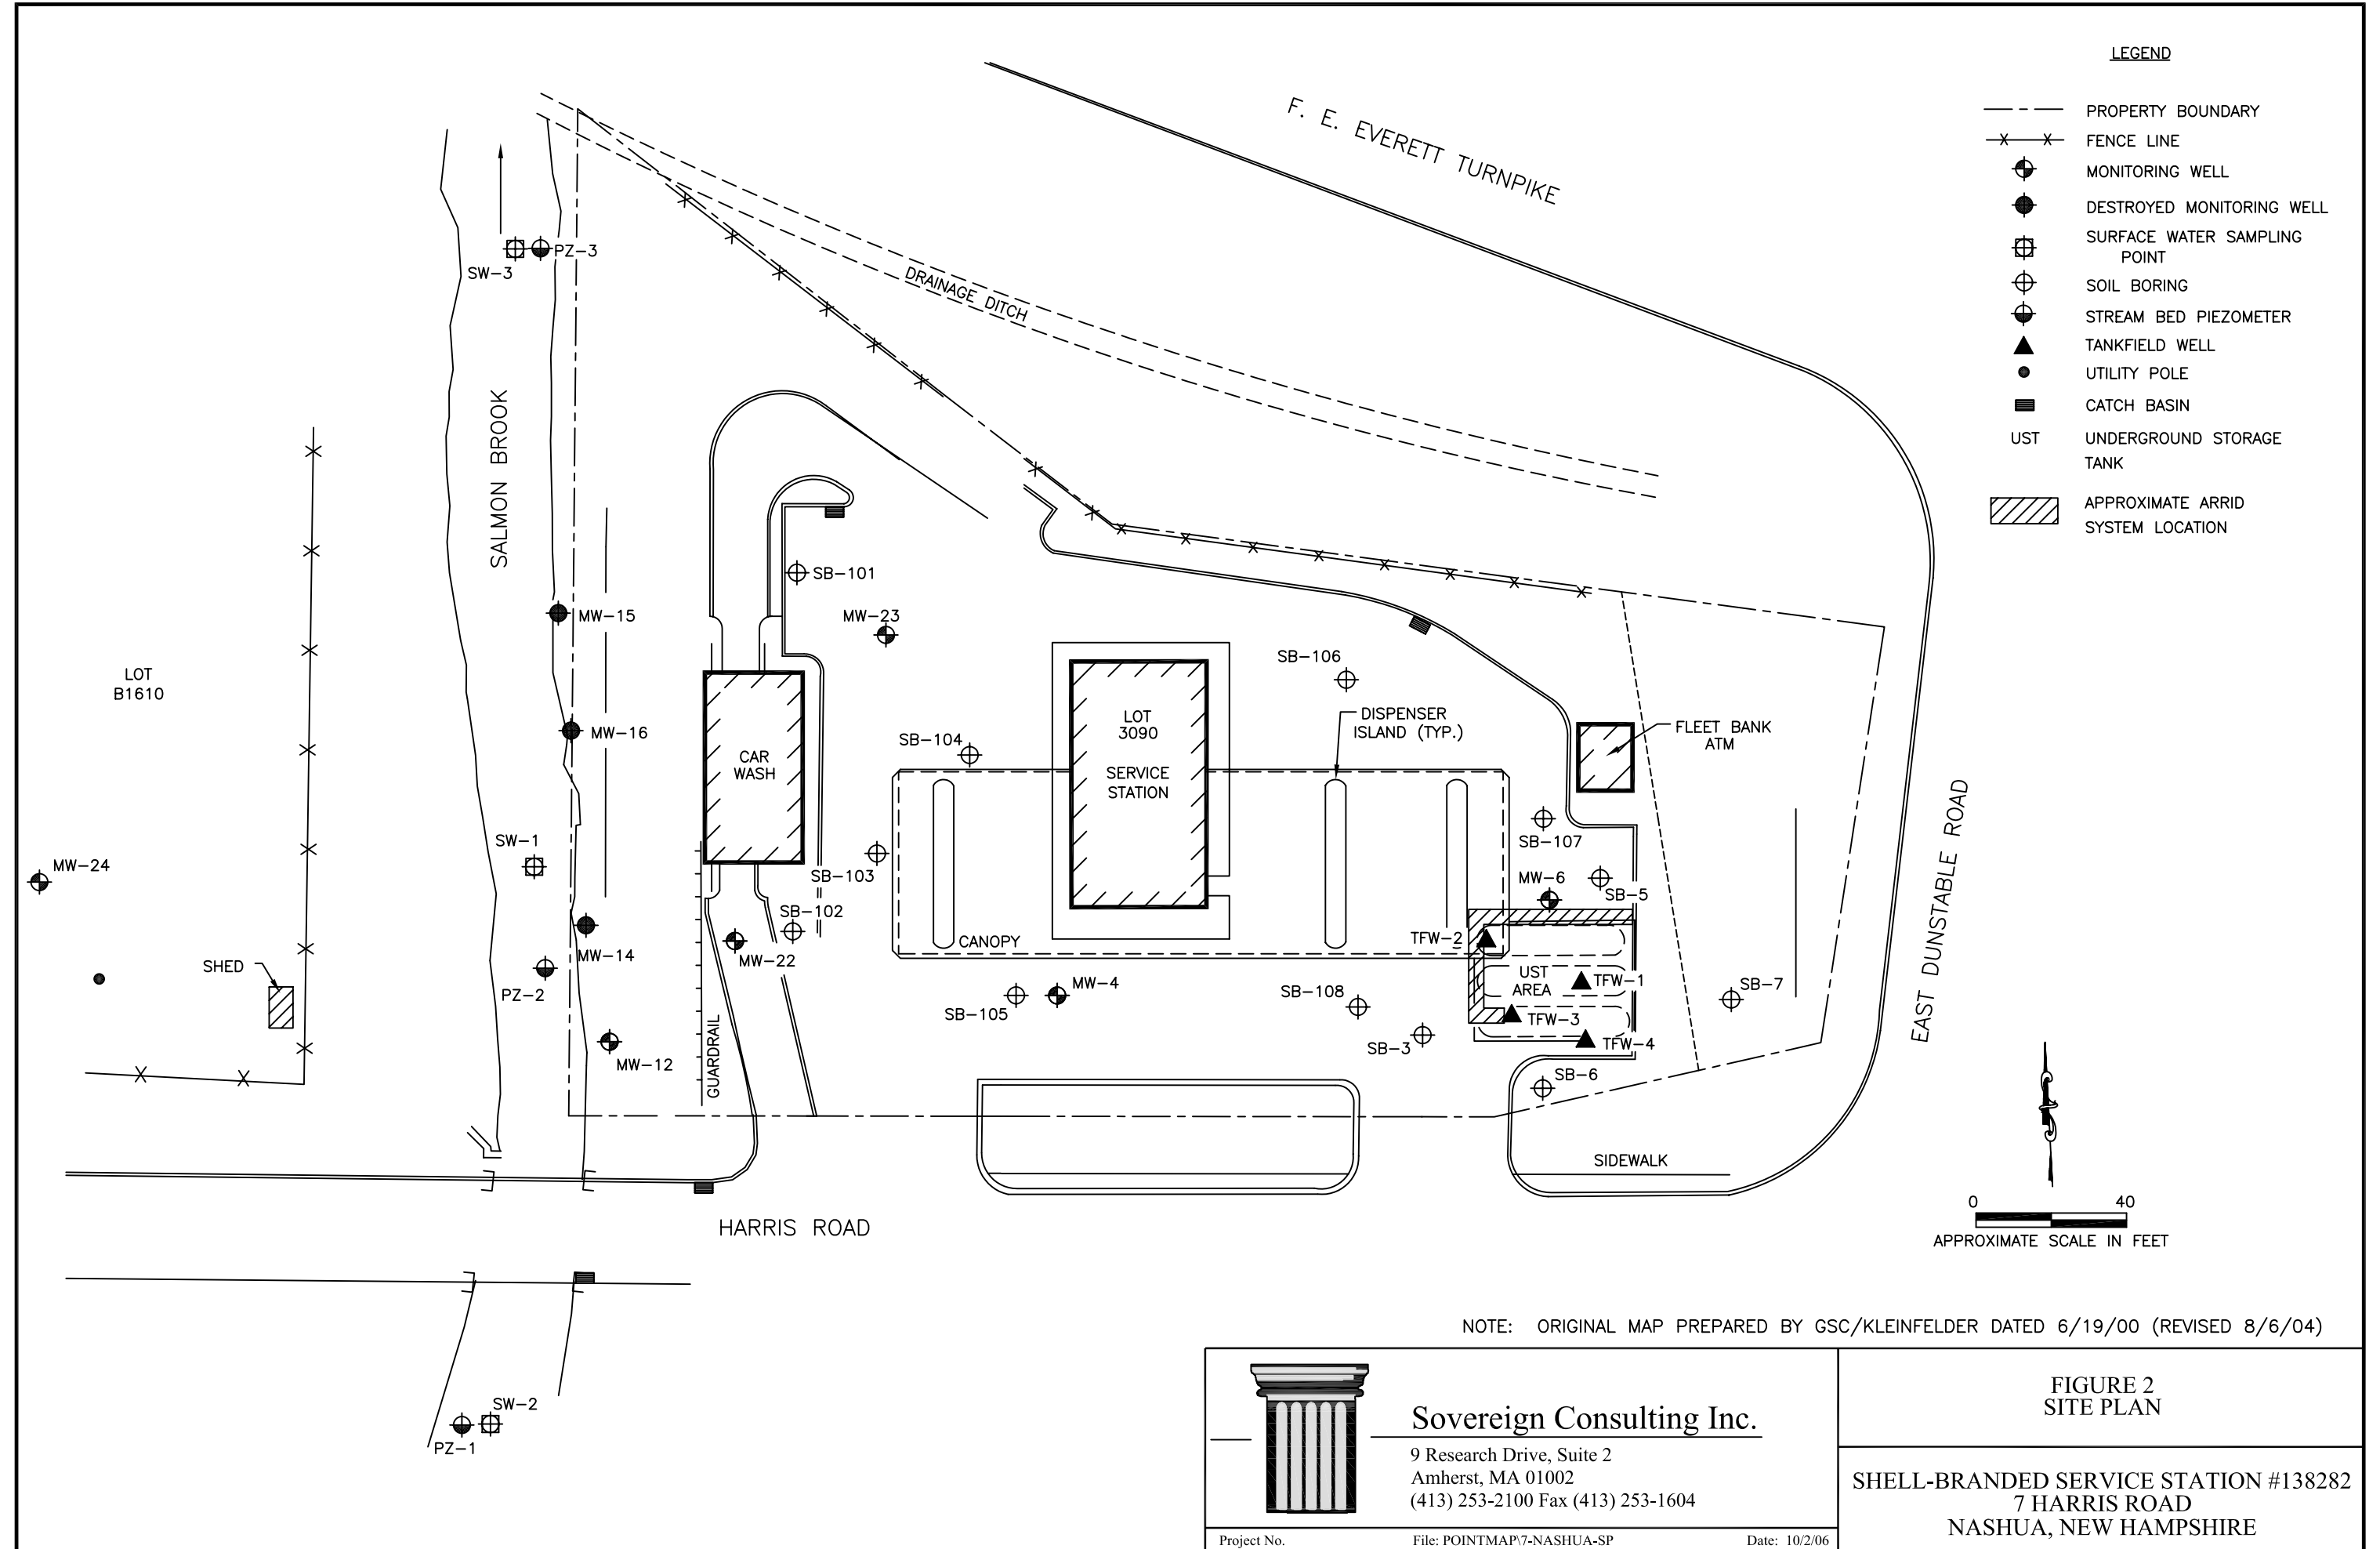 LEGEND
PROPERTY BOUNDARY
FENCE LINE
MONITORING WELL
DESTROYED MONITORING WELL
SURFACE WATER SAMPLING
POINT
SOIL BORING
STREAM BED PIEZOMETER
TANKFIELD WELL
UTILITY POLE
CATCH BASIN
UST UNDERGROUND STORAGE
TANK
APPROXIMATE ARRID
SYSTEM LOCATION
F. E. EVERETT TURNPIKE
DRAINAGE DITCH
PZ-3
SW-3
SALMON BROOK
SB-101
MW-15
MW-23
LOT
B1610
SB-106
MW-16
LOT
3090
DISPENSER
ISLAND (TYP.)
FLEET BANK
ATM
SB-104
CAR
WASH
SERVICE
STATION
EAST DUNSTABLE ROAD
SW-1
SB-107
MW-24
SB-103
MW-6
SB-5
SB-102
CANOPY
TFW-2
MW-14
MW-22
SHED
UST
AREA
TFW-1
PZ-2
MW-4
SB-108
SB-7
SB-105
TFW-3
SB-3
TFW-4
MW-12
GUARDRAIL
SB-6
SIDEWALK
0 40
APPROXIMATE SCALE IN FEET
HARRIS ROAD
SW-2
PZ-1
NOTE: ORIGINAL MAP PREPARED BY GSC/KLEINFELDER DATED 6/19/00 (REVISED 8/6/04)
Sovereign Consulting Inc.
9 Research Drive, Suite 2
Amherst, MA 01002
(413) 253-2100 Fax (413) 253-1604
Project No. File: POINTMAP\7-NASHUA-SP Date: 10/2/06
FIGURE 2
SITE PLAN
SHELL-BRANDED SERVICE STATION #138282
7 HARRIS ROAD
NASHUA, NEW HAMPSHIRE